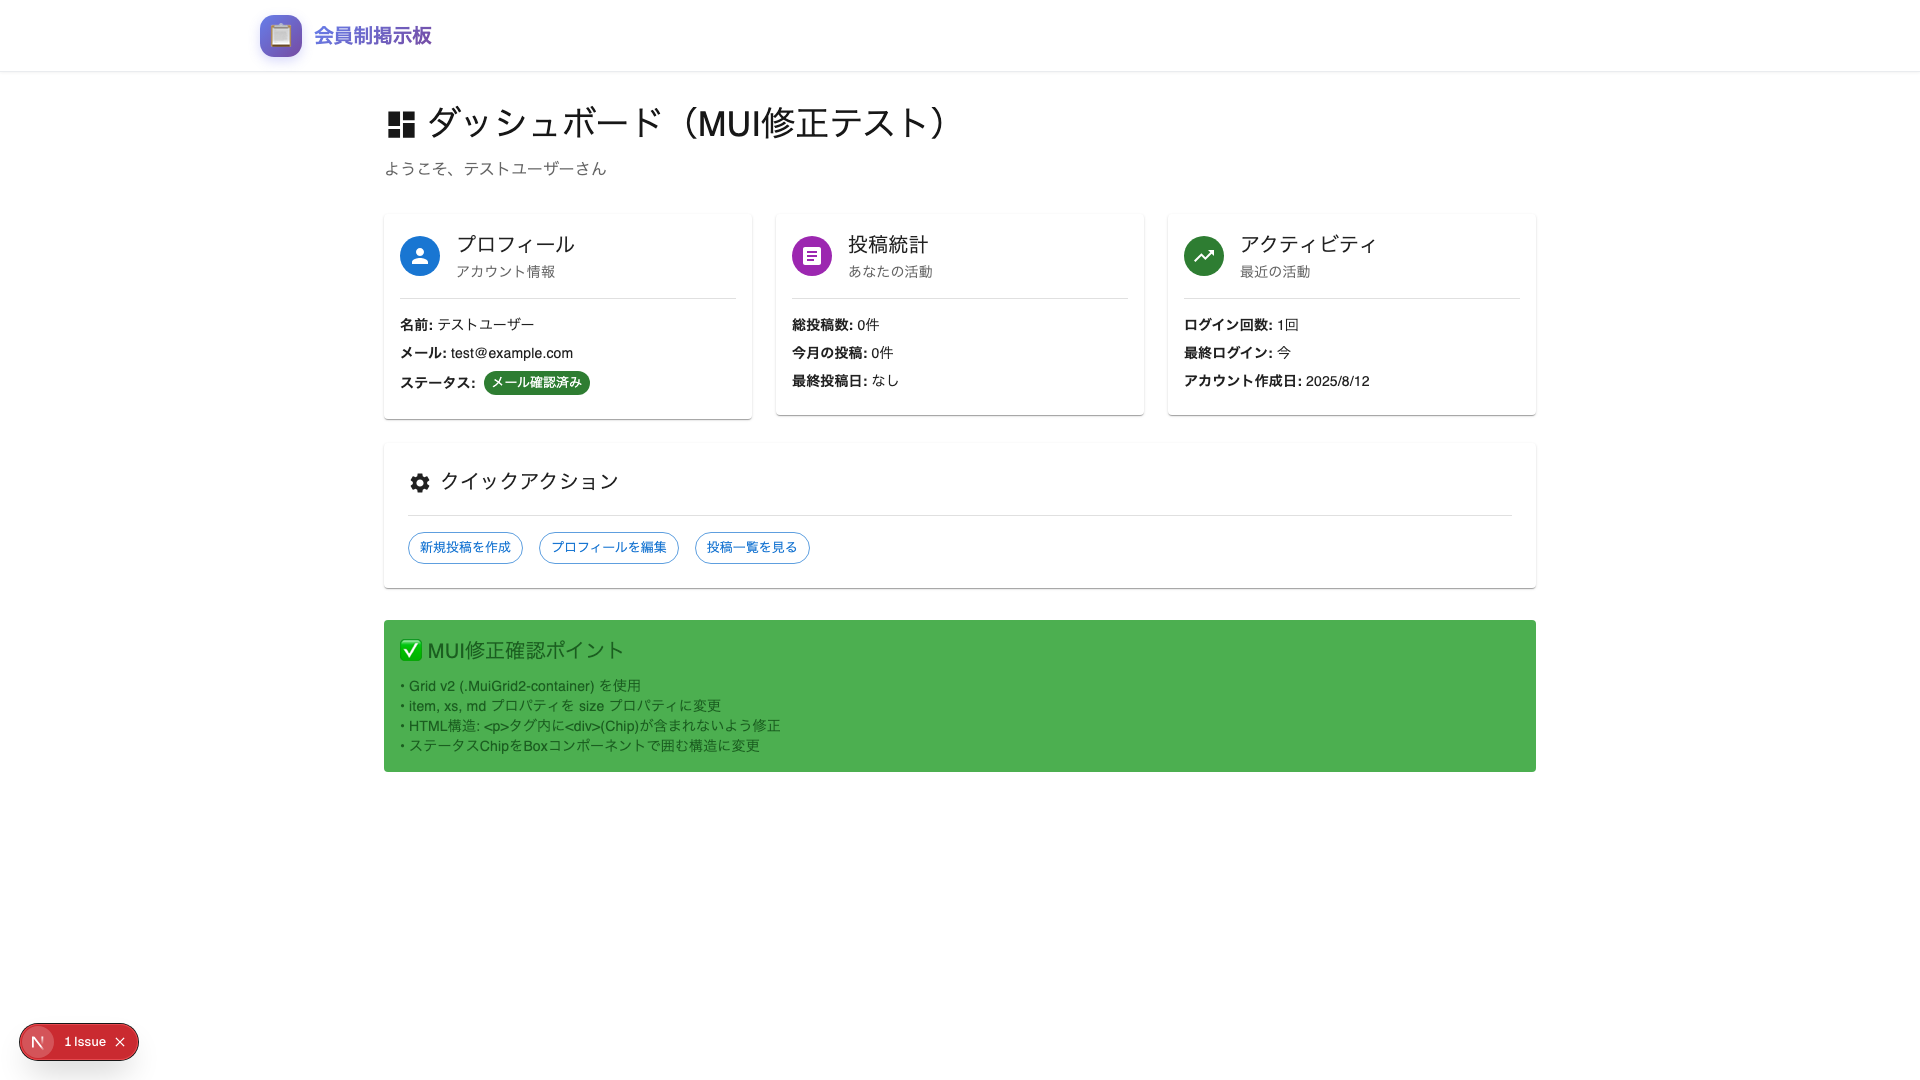 会員制掲示板
ダッシュボード（MUI修正テスト）
ようこそ、テストユーザーさん
プロフィール
アカウント情報
名前: テストユーザー
メール: test@example.com
ステータス: メール確認済み
投稿統計
あなたの活動
総投稿数: 0件
今月の投稿: 0件
最終投稿日: なし
アクティビティ
最近の活動
ログイン回数: 1回
最終ログイン: 今
アカウント作成日: 2025/8/12
クイックアクション
新規投稿を作成
プロフィールを編集
投稿一覧を見る
✅ MUI修正確認ポイント
• Grid v2 (.MuiGrid2-container) を使用
• item, xs, md プロパティを size プロパティに変更
• HTML構造: <p>タグ内に<div>(Chip)が含まれないよう修正
• ステータスChipをBoxコンポーネントで囲む構造に変更
N 1 Issue